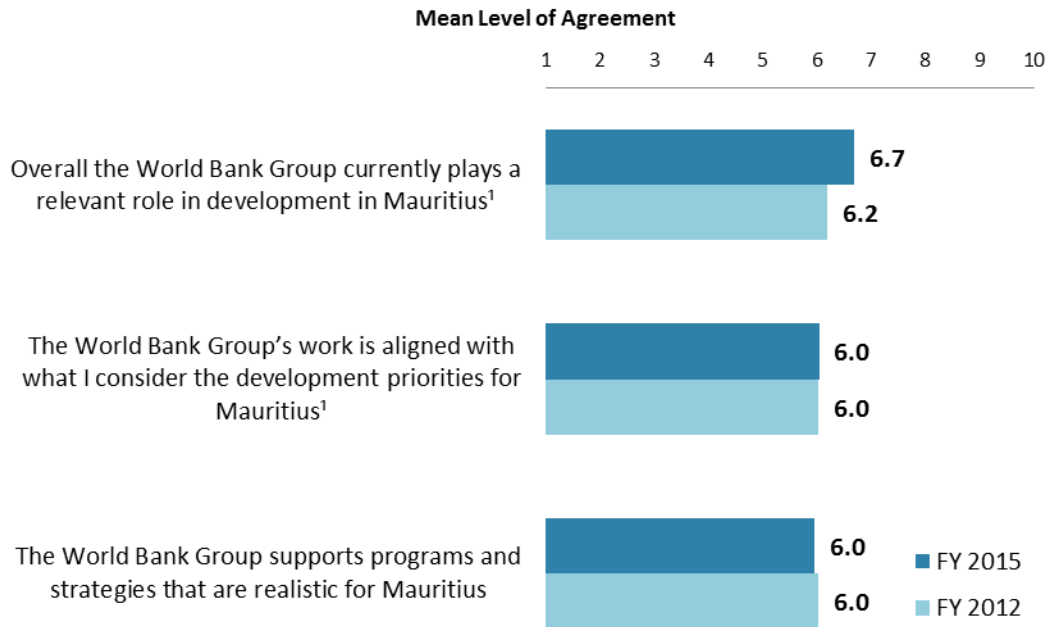 Mean Level of Agreement
1 2 3 4 5 6 7 8 9 10
Overall the World Bank Group currently plays a
relevant role in development in Mauritius¹
6.7
6.2
The World Bank Group’s work is aligned with
what I consider the development priorities for
Mauritius¹
6.0
6.0
The World Bank Group supports programs and
strategies that are realistic for Mauritius
6.0
6.0
FY 2015
FY 2012